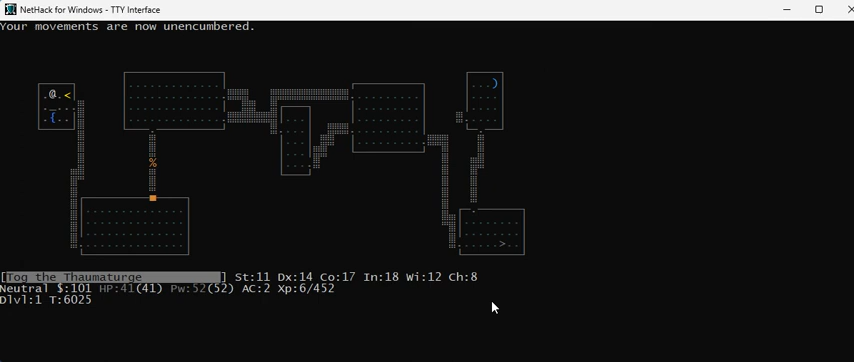 NetHack for Windows - TTY Interface
Your movements are now unencumbered.
[Tog the Thaumaturge] St:11 Dx:14 Co:17 In:18 Wi:12 Ch:8
Neutral $:101 HP:41(41) Pw:52(52) AC:2 Xp:6/452
Dlvl:1 T:6025